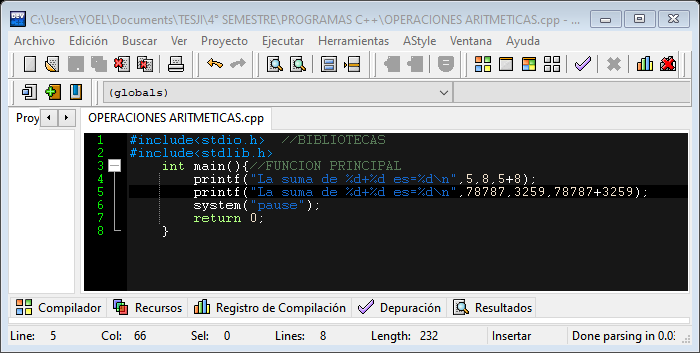 C:\Users\YOEL\Documents\TESJI\4° SEMESTRE\PROGRAMAS C++\OPERACIONES ARITMETICAS.cpp - ...
Archivo Edición Buscar Ver Proyecto Ejecutar Herramientas AStyle Ventana Ayuda
(globals)
Proye
OPERACIONES ARITMETICAS.cpp
1 #include<stdio.h> //BIBLIOTECAS
2 #include<stdlib.h>
3 int main(){//FUNCION PRINCIPAL
4 printf("La suma de %d+%d es=%d\n",5,8,5+8);
5 printf("La suma de %d+%d es=%d\n",78787,3259,78787+3259);
6 system("pause");
7 return 0;
8 }
Compilador Recursos Registro de Compilación Depuración Resultados
Line: 5 Col: 66 Sel: 0 Lines: 8 Length: 232 Insertar Done parsing in 0.03